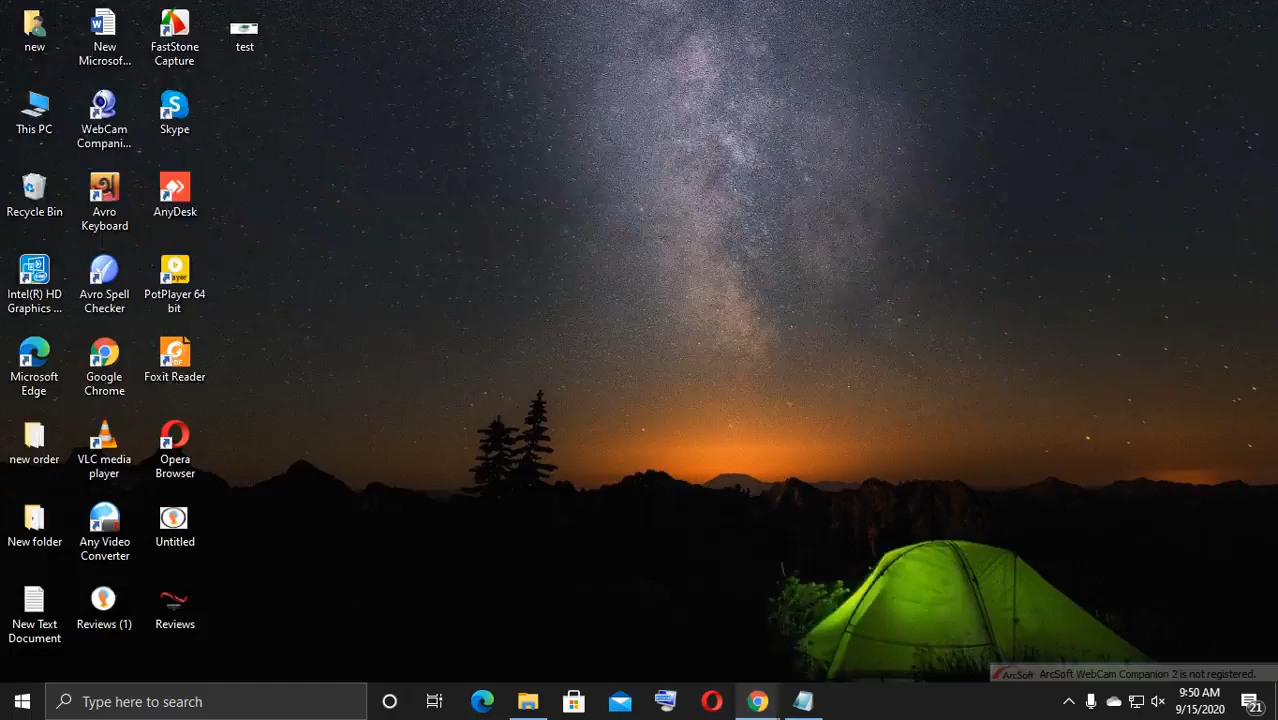 new
New
Microsof...
FastStone
Capture
test
This PC
WebCam
Compani...
Skype
Recycle Bin
Avro
Keyboard
AnyDesk
Intel(R) HD
Graphics ...
Avro Spell
Checker
PotPlayer 64
bit
Microsoft
Edge
Google
Chrome
Foxit Reader
new order
VLC media
player
Opera
Browser
New folder
Any Video
Converter
Untitled
New Text
Document
Reviews (1)
Reviews
ArcSoft ArcSoft WebCam Companion 2 is not registered.
Type here to search
9:50 AM
9/15/2020
21